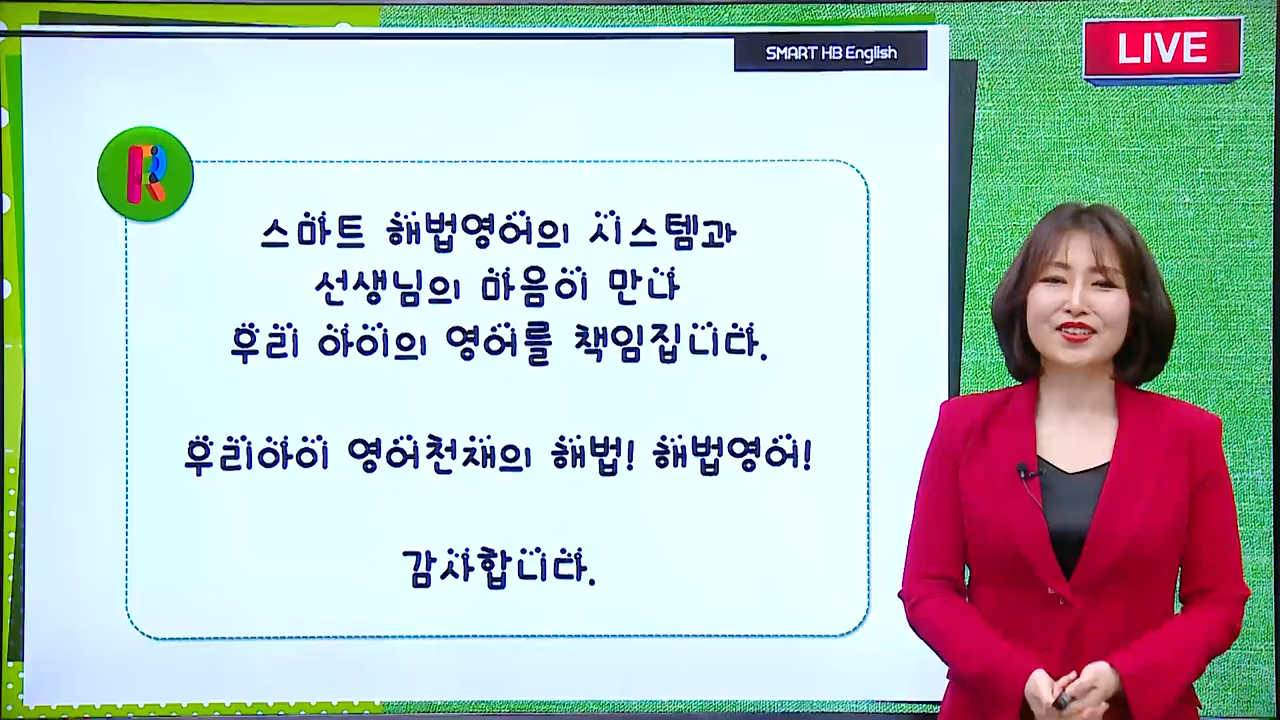 SMART HB English
LIVE
R
스마트 해법영어의 시스템과
선생님의 마음이 만나
우리 아이의 영어를 책임집니다.
우리아이 영어천재의 해법! 해법영어!
감사합니다.